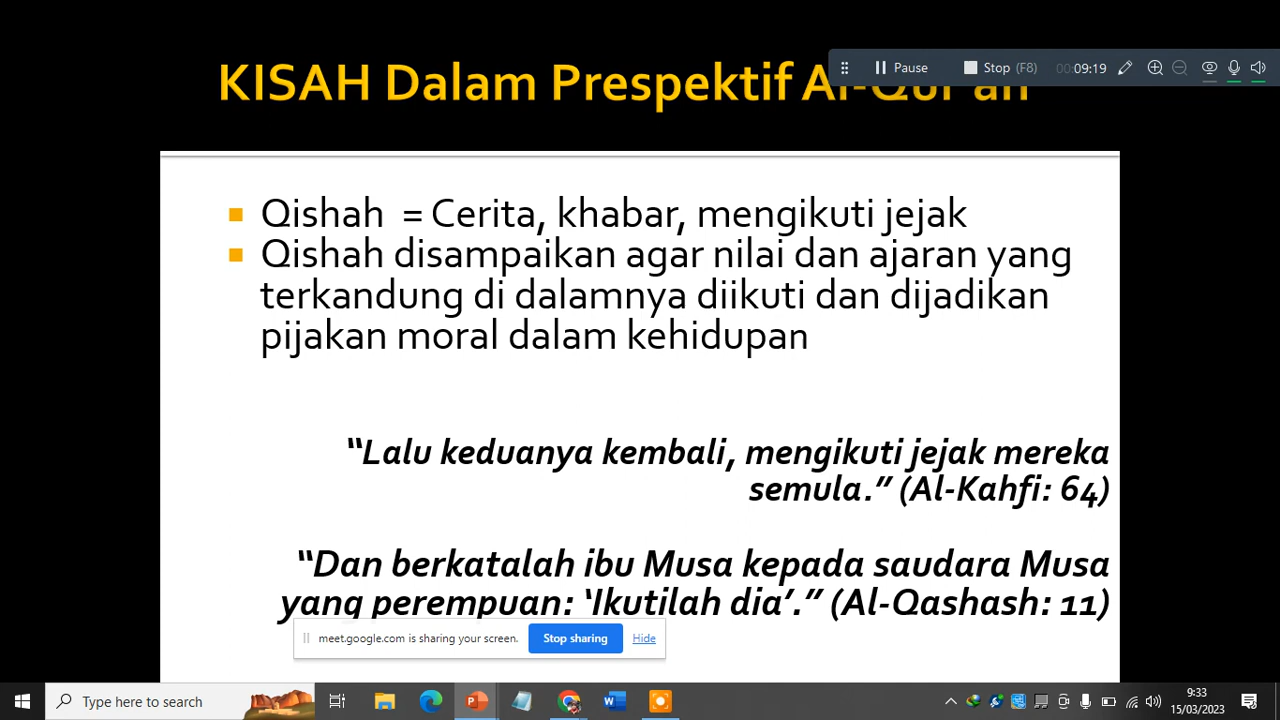 KISAH Dalam Prespektif Al-Qur'an
Pause
Stop (F8)
00:09:19
Qishah = Cerita, khabar, mengikuti jejak
Qishah disampaikan agar nilai dan ajaran yang
terkandung di dalamnya diikuti dan dijadikan
pijakan moral dalam kehidupan
“Lalu keduanya kembali, mengikuti jejak mereka
semula.” (Al-Kahfi: 64)
“Dan berkatalah ibu Musa kepada saudara Musa
yang perempuan: ‘Ikutilah dia’.” (Al-Qashash: 11)
meet.google.com is sharing your screen.
Stop sharing
Hide
Type here to search
9:33
15/03/2023